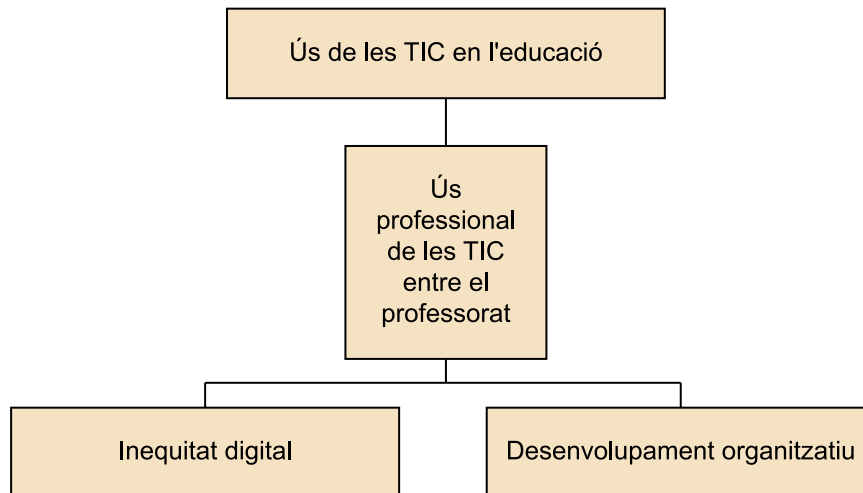 Ús de les TIC en l'educació
Ús
professional
de les TIC
entre el
professorat
Inequitat digital
Desenvolupament organitzatiu